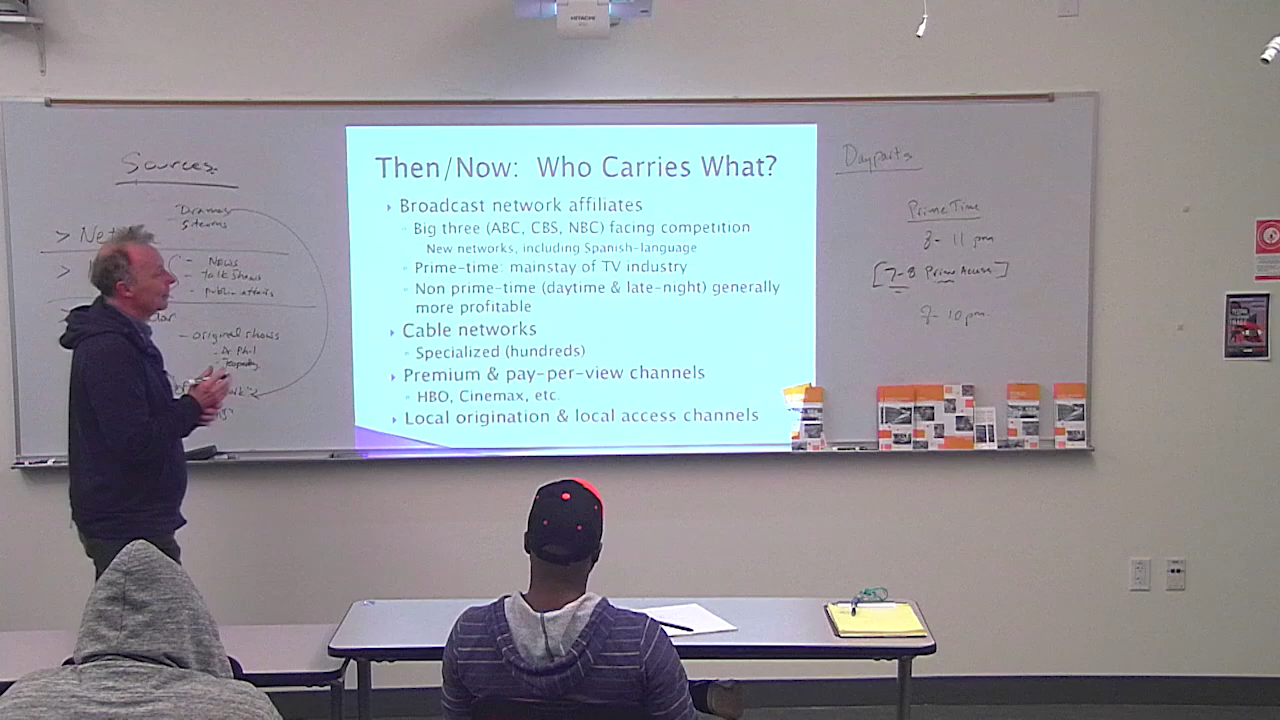 HITACHI
Sources
Dramas
Sitcoms
>
- News
- talk shows
- public affairs
- original shows
- Dr Phil
- Jeopardy
Then/Now: Who Carries What?
Broadcast network affiliates
Big three (ABC, CBS, NBC) facing competition
New networks, including Spanish-language
Prime-time: mainstay of TV industry
Non prime-time (daytime & late-night) generally
more profitable
Cable networks
Specialized (hundreds)
Premium & pay-per-view channels
HBO, Cinemax, etc.
Local origination & local access channels
Dayparts
Prime Time
8 - 11 pm
[7-8 Prime Access]
9 - 10 pm